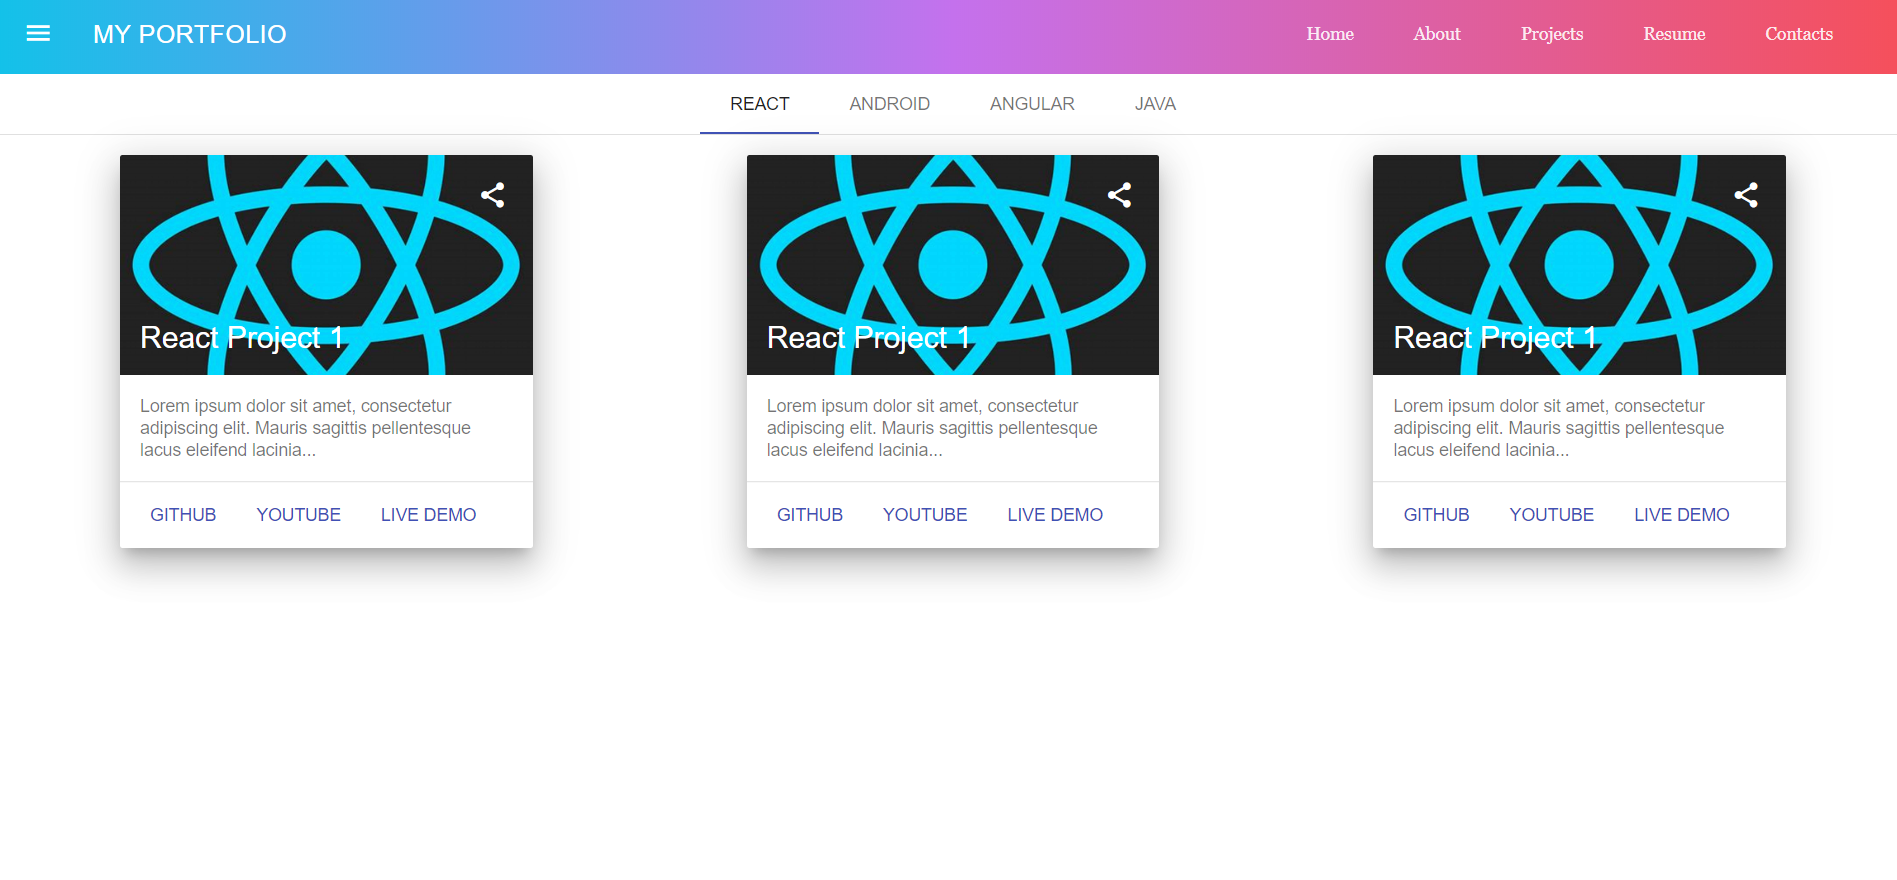 MY PORTFOLIO
Home About Projects Resume Contacts
REACT ANDROID ANGULAR JAVA
React Project 1
Lorem ipsum dolor sit amet, consectetur
adipiscing elit. Mauris sagittis pellentesque
lacus eleifend lacinia...
GITHUB YOUTUBE LIVE DEMO
React Project 1
Lorem ipsum dolor sit amet, consectetur
adipiscing elit. Mauris sagittis pellentesque
lacus eleifend lacinia...
GITHUB YOUTUBE LIVE DEMO
React Project 1
Lorem ipsum dolor sit amet, consectetur
adipiscing elit. Mauris sagittis pellentesque
lacus eleifend lacinia...
GITHUB YOUTUBE LIVE DEMO